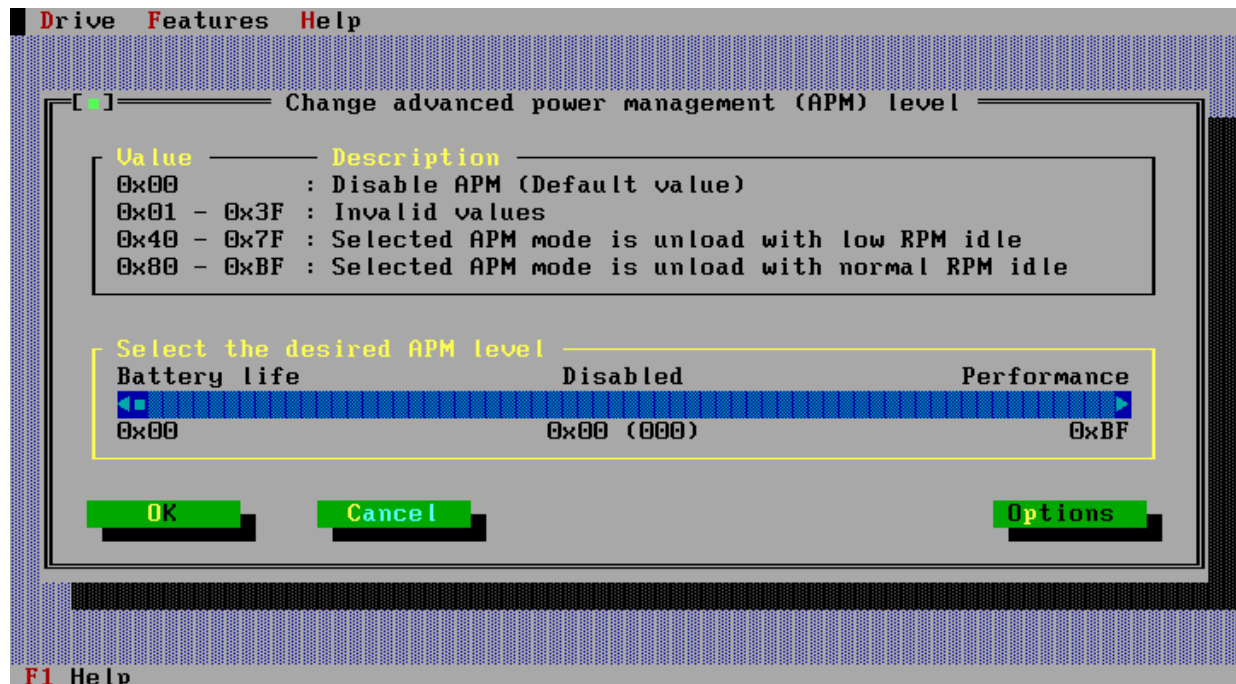 Drive Features Help
[■] Change advanced power management (APM) level
Value Description
0x00 : Disable APM (Default value)
0x01 - 0x3F : Invalid values
0x40 - 0x7F : Selected APM mode is unload with low RPM idle
0x80 - 0xBF : Selected APM mode is unload with normal RPM idle
Select the desired APM level
Battery life Disabled Performance
0x00 0x00 (000) 0xBF
OK Cancel Options
F1 Help